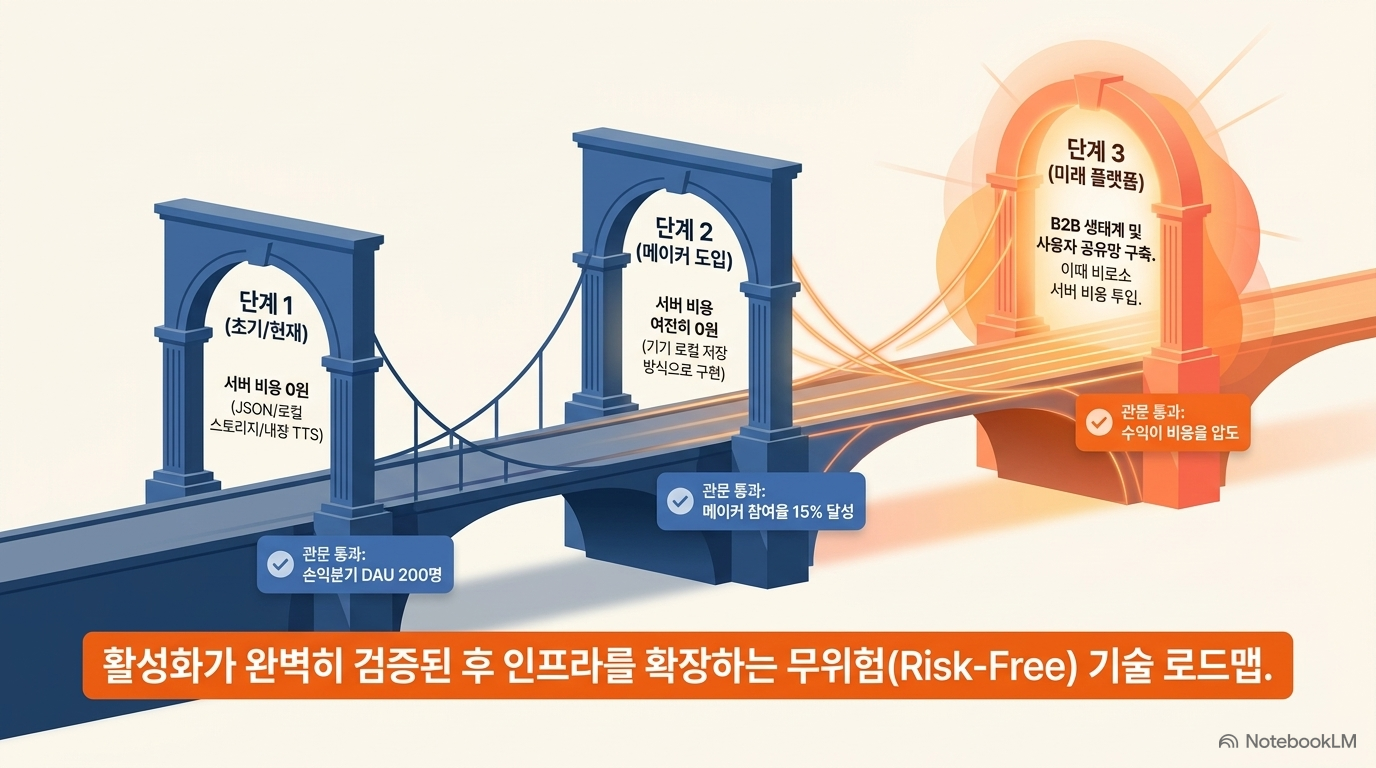 단계 1
(초기/현재)
서버 비용 0원
(JSON/로컬
스토리지/내장 TTS)
관문 통과:
손익분기 DAU 200명
단계 2
(메이커 도입)
서버 비용
여전히 0원
(기기 로컬 저장
방식으로 구현)
관문 통과:
메이커 참여율 15% 달성
단계 3
(미래 플랫폼)
B2B 생태계 및
사용자 공유망 구축.
이때 비로소
서버 비용 투입.
관문 통과:
수익이 비용을 압도
활성화가 완벽히 검증된 후 인프라를 확장하는 무위험(Risk-Free) 기술 로드맵.
NotebookLM